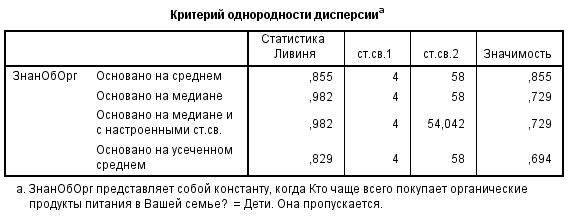 Критерий однородности дисперсииa
Статистика Ливиня ст.св.1 ст.св.2 Значимость
ЗнанОбОрг Основано на среднем ,855 4 58 ,855
Основано на медиане ,982 4 58 ,729
Основано на медиане и с настроенными ст.св. ,982 4 54,042 ,729
Основано на усеченном среднем ,829 4 58 ,694
a. ЗнанОбОрг представляет собой константу, когда Кто чаще всего покупает органические
продукты питания в Вашей семье? = Дети. Она пропускается.